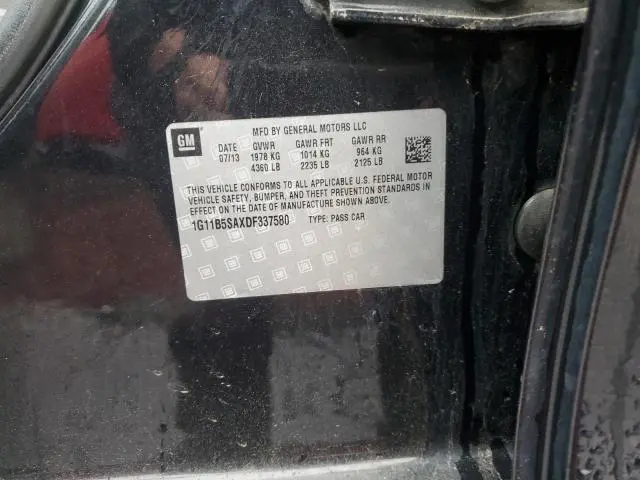 GM
MFD BY GENERAL MOTORS LLC
DATE GVWR GAWR FRT GAWR RR
07/13 1978 KG 1014 KG 964 KG
4360 LB 2235 LB 2125 LB
THIS VEHICLE CONFORMS TO ALL APPLICABLE U.S. FEDERAL MOTOR
VEHICLE SAFETY, BUMPER, AND THEFT PREVENTION STANDARDS IN
EFFECT ON THE DATE OF MANUFACTURE SHOWN ABOVE.
1G11B5SAXDF337580 TYPE: PASS CAR